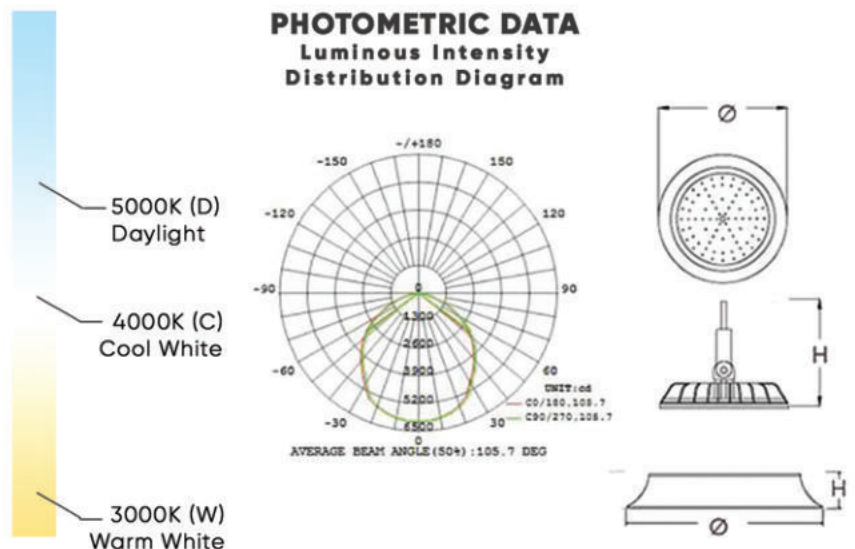 PHOTOMETRIC DATA
Luminous Intensity
Distribution Diagram
5000K (D)
Daylight
4000K (C)
Cool White
3000K (W)
Warm White
-/+180
-150
150
-120
120
-90
90
-60
60
-30
30
0
0
1300
2600
3900
5200
6500
UNIT:cd
C0/180,105.7
C90/270,105.7
AVERAGE BEAM ANGLE(50%):105.7 DEG
Ø
H
H
Ø